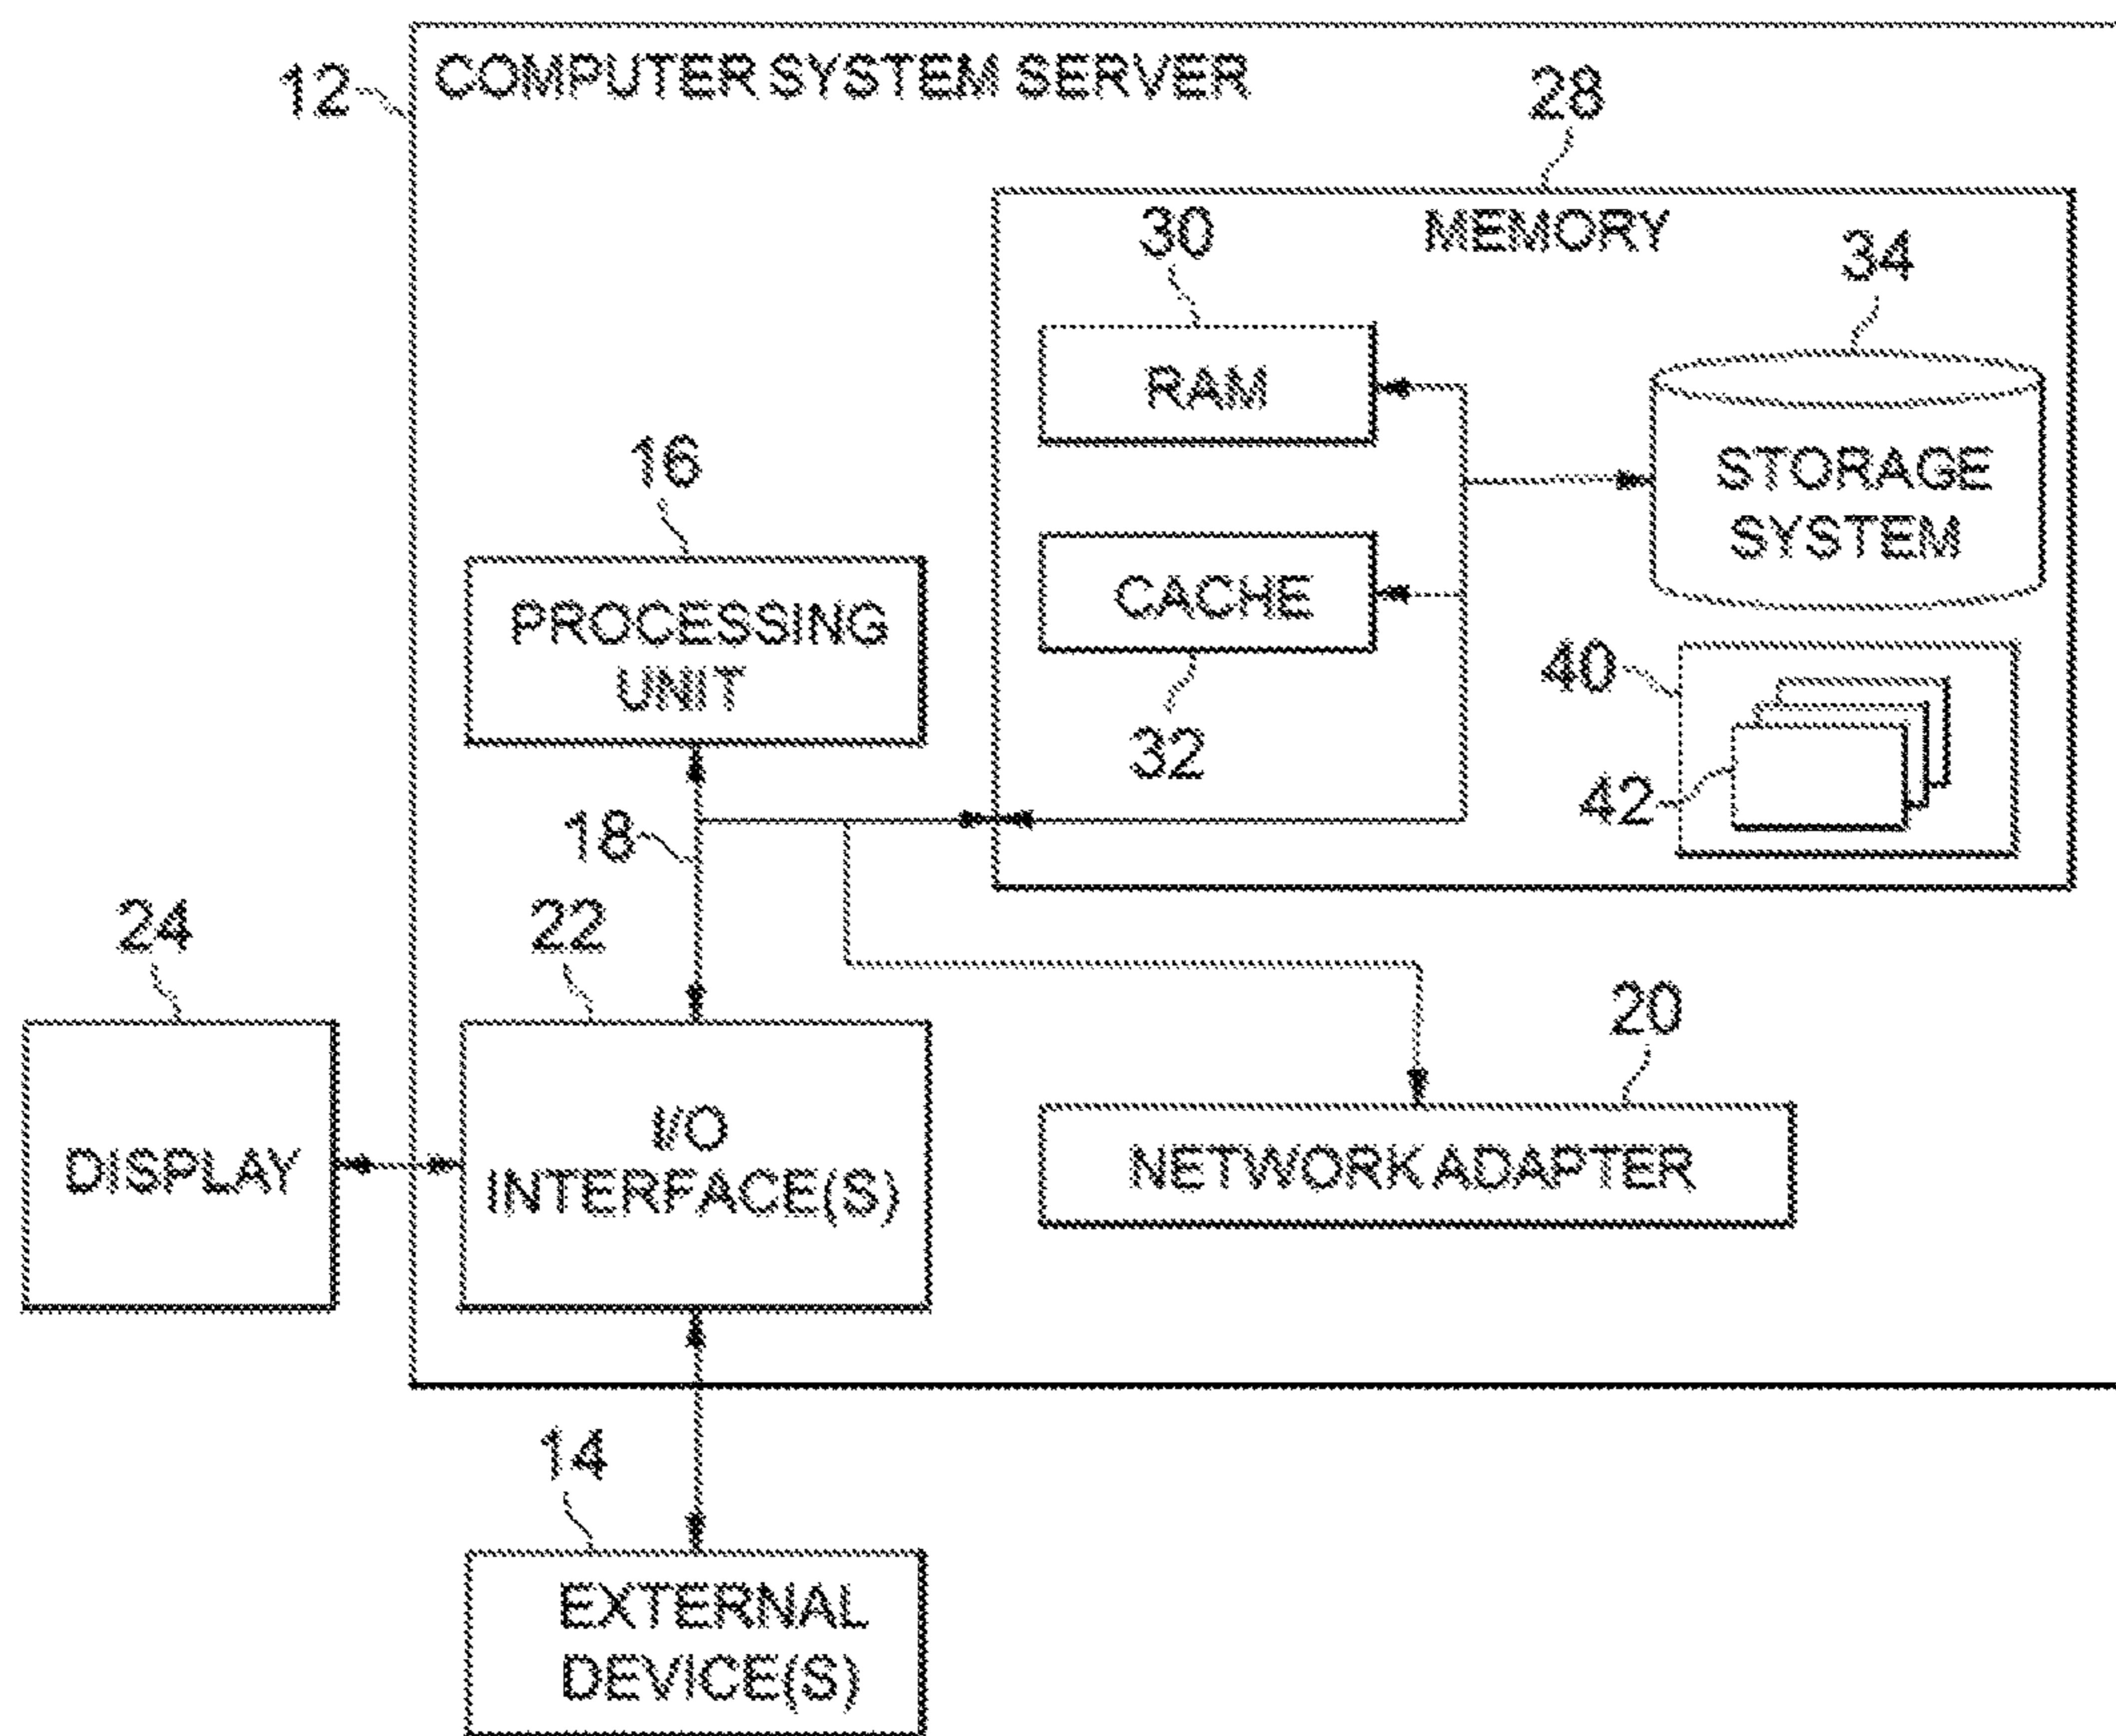 12
COMPUTER SYSTEM SERVER
28
MEMORY
30
34
RAM
STORAGE
SYSTEM
16
PROCESSING
UNIT
CACHE
32
40
42
18
24
22
20
DISPLAY
I/O
INTERFACE(S)
NETWORK ADAPTER
14
EXTERNAL
DEVICE(S)